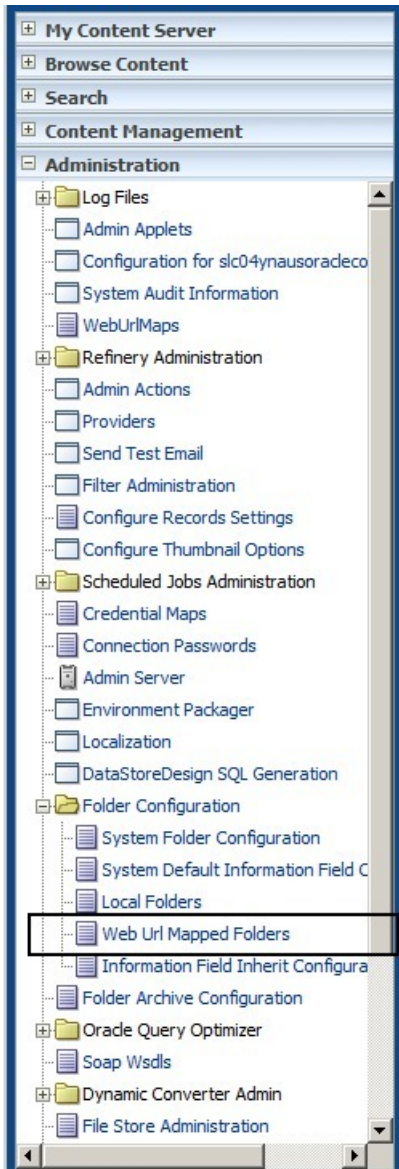 My Content Server
Browse Content
Search
Content Management
Administration
Log Files
Admin Applets
Configuration for slc04ynausoracleco
System Audit Information
WebUrlMaps
Refinery Administration
Admin Actions
Providers
Send Test Email
Filter Administration
Configure Records Settings
Configure Thumbnail Options
Scheduled Jobs Administration
Credential Maps
Connection Passwords
Admin Server
Environment Packager
Localization
DataStoreDesign SQL Generation
Folder Configuration
System Folder Configuration
System Default Information Field C
Local Folders
Web Url Mapped Folders
Information Field Inherit Configura
Folder Archive Configuration
Oracle Query Optimizer
Soap Wsdls
Dynamic Converter Admin
File Store Administration